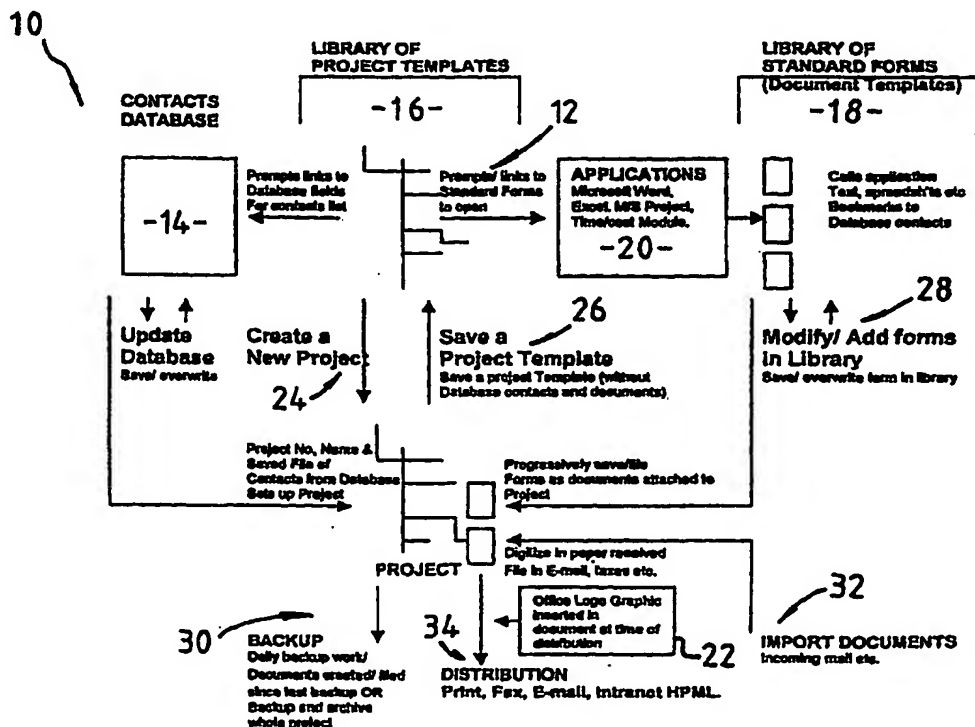 10
LIBRARY OF
PROJECT TEMPLATES
-16-
LIBRARY OF
STANDARD FORMS
(Document Templates)
-18-
CONTACTS
DATABASE
-14-
Prompts links to
Database fields
For contacts list
12
Prompts/ links to
Standard Forms
to open
APPLICATIONS
Microsoft Word,
Excel, M/S Project,
Time/cost Module.
-20-
Calls application
Text, spreadsh'ts etc
Bookmarks to
Database contacts
Update
Database
Save/ overwrite
Create a
New Project
24
Save a
Project Template
26
Save a project Template (without
Database contacts and documents)
28
Modify/ Add forms
in Library
Save/ overwrite form in library
Project No, Name &
Saved File of
Contacts from Database
Sets up Project
Progressively save/file
Forms as documents attached to
Project
Digitize in paper received
File in E-mail, faxes etc.
PROJECT
Office Logo Graphic
inserted in
document at time of
distribution
22
32
IMPORT DOCUMENTS
Incoming mail etc.
30
BACKUP
Daily backup work/
Documents created/ filed
since last backup OR
Backup and archive
whole project
34
DISTRIBUTION
Print, Fax, E-mail, Intranet HPML.